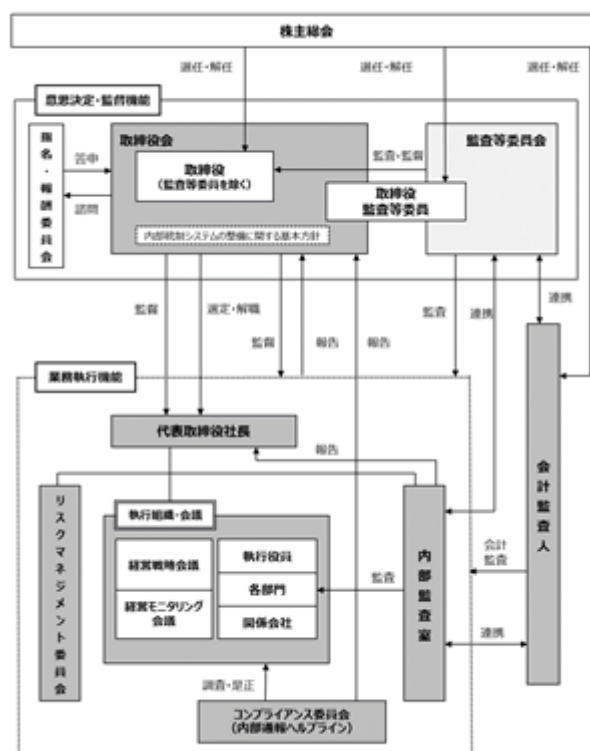 株主総会
選任・解任
選任・解任
選任・解任
意思決定・監督機能
指名・報酬委員会
答申
諮問
取締役会
取締役
(監査等委員を除く)
監査・監督
監査等委員会
取締役
監査等委員
内部統制システムの整備に関する基本方針
監督
選定・解職
監督
報告
報告
監査
連携
連携
業務執行機能
代表取締役社長
報告
リスクマネジメント委員会
執行組織・会議
経営戦略会議
経営モニタリング
会議
執行役員
各部門
関係会社
監査
内部監査室
会計
監査
会計監査人
連携
調査・是正
コンプライアンス委員会
(内部通報ヘルプライン)